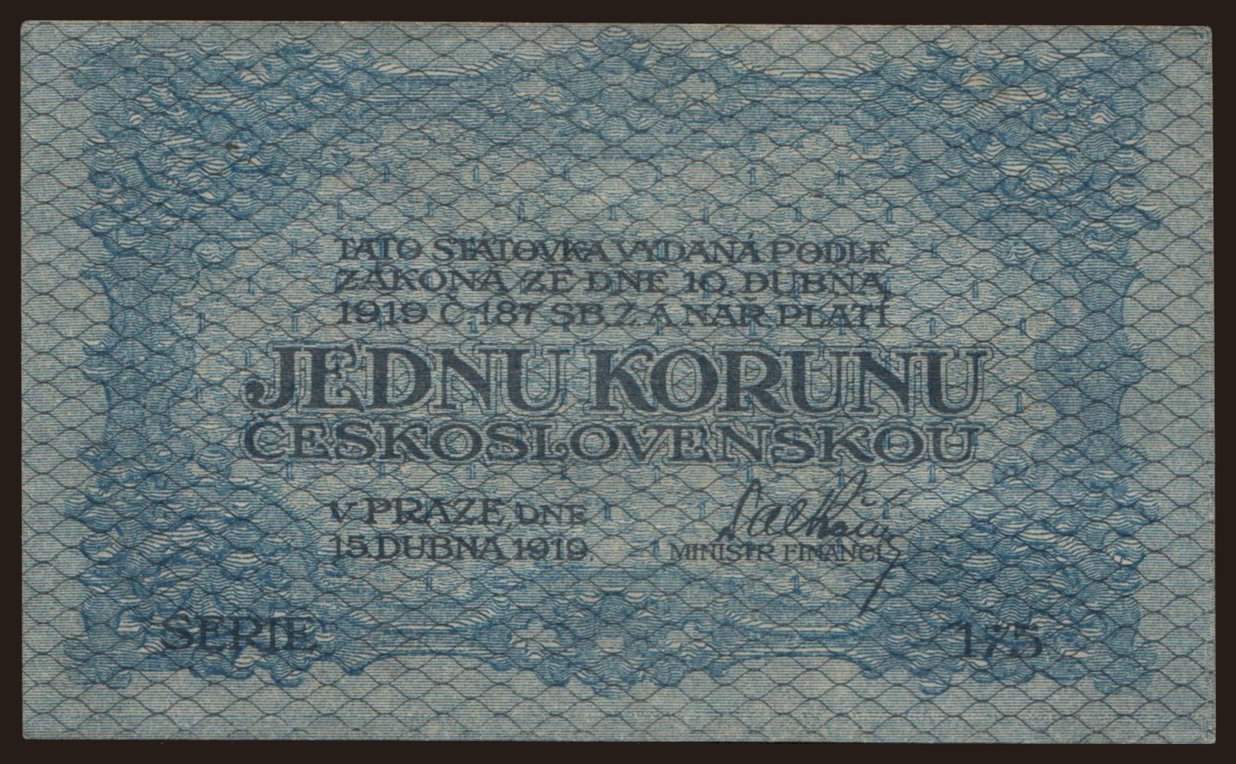 TATO STÁTOVKA VYDANÁ PODLE
ZÁKONA ZE DNE 10. DUBNA
1919 Č. 187 SB. Z. A NAŘ. PLATÍ
JEDNU KORUNU
ČESKOSLOVENSKOU
V PRAZE, DNE
15. DUBNA 1919.
MINISTR FINANCÍ
SERIE 175